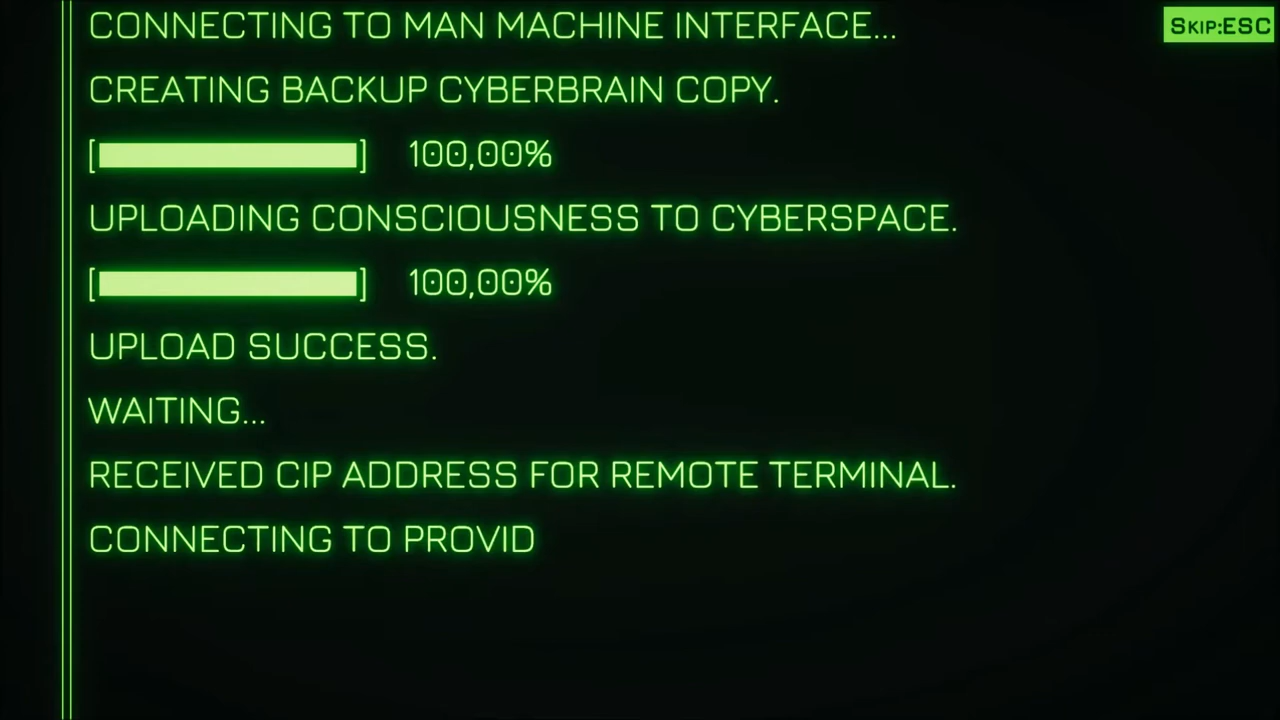 CONNECTING TO MAN MACHINE INTERFACE...
Skip:ESC
CREATING BACKUP CYBERBRAIN COPY.
[ ] 100,00%
UPLOADING CONSCIOUSNESS TO CYBERSPACE.
[ ] 100,00%
UPLOAD SUCCESS.
WAITING...
RECEIVED CIP ADDRESS FOR REMOTE TERMINAL.
CONNECTING TO PROVID